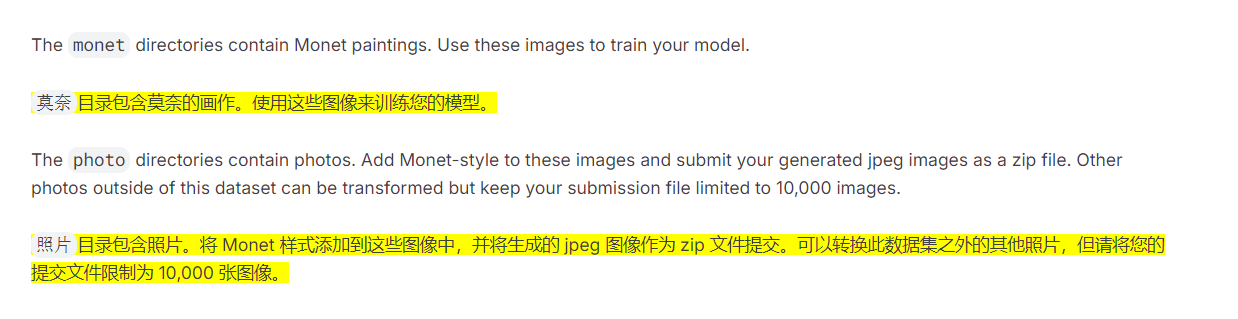 The monet directories contain Monet paintings. Use these images to train your model.
莫奈 目录包含莫奈的画作。使用这些图像来训练您的模型。
The photo directories contain photos. Add Monet-style to these images and submit your generated jpeg images as a zip file. Other
photos outside of this dataset can be transformed but keep your submission file limited to 10,000 images.
照片 目录包含照片。将 Monet 样式添加到这些图像中，并将生成的 jpeg 图像作为 zip 文件提交。可以转换此数据集之外的其他照片，但请将您的
提交文件限制为 10,000 张图像。